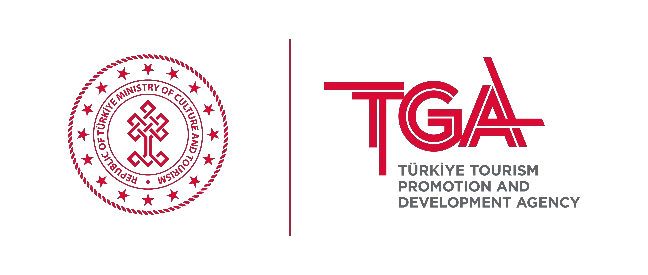 REPUBLIC OF TÜRKİYE MINISTRY OF CULTURE AND TOURISM
TGA
TÜRKİYE TOURISM
PROMOTION AND
DEVELOPMENT AGENCY